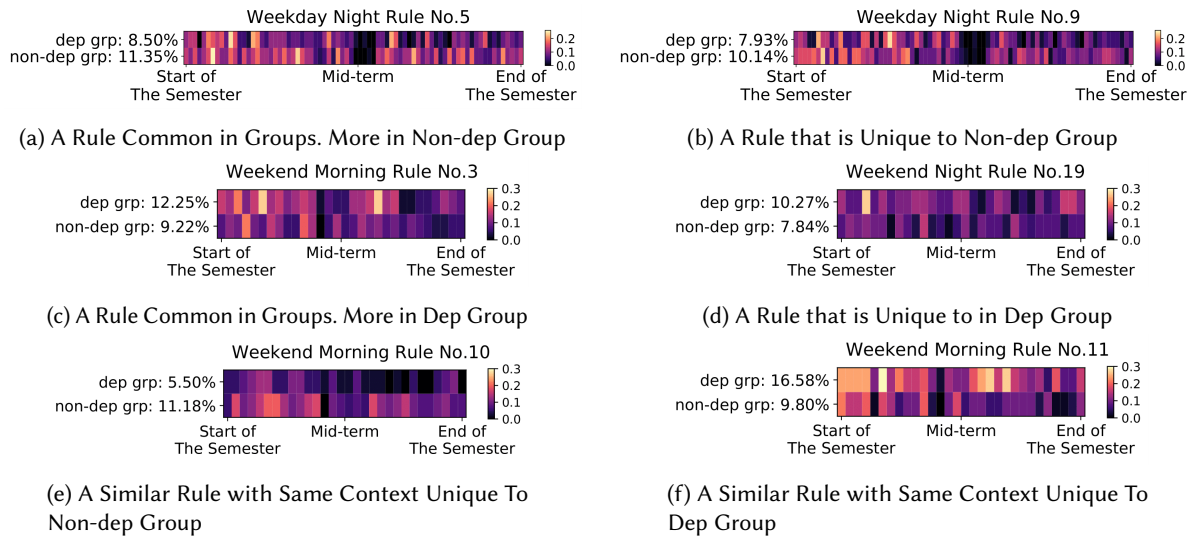 Weekday Night Rule No.5
dep grp: 8.50%
non-dep grp: 11.35%
0.2
0.1
0.0
Start of
The Semester
Mid-term
End of
The Semester
(a) A Rule Common in Groups. More in Non-dep Group
Weekday Night Rule No.9
dep grp: 7.93%
non-dep grp: 10.14%
0.2
0.1
0.0
Start of
The Semester
Mid-term
End of
The Semester
(b) A Rule that is Unique to Non-dep Group
Weekend Morning Rule No.3
dep grp: 12.25%
non-dep grp: 9.22%
0.3
0.2
0.1
0.0
Start of
The Semester
Mid-term
End of
The Semester
(c) A Rule Common in Groups. More in Dep Group
Weekend Night Rule No.19
dep grp: 10.27%
non-dep grp: 7.84%
0.3
0.2
0.1
0.0
Start of
The Semester
Mid-term
End of
The Semester
(d) A Rule that is Unique to in Dep Group
Weekend Morning Rule No.10
dep grp: 5.50%
non-dep grp: 11.18%
0.3
0.2
0.1
0.0
Start of
The Semester
Mid-term
End of
The Semester
(e) A Similar Rule with Same Context Unique To
Non-dep Group
Weekend Morning Rule No.11
dep grp: 16.58%
non-dep grp: 9.80%
0.3
0.2
0.1
0.0
Start of
The Semester
Mid-term
End of
The Semester
(f) A Similar Rule with Same Context Unique To
Dep Group